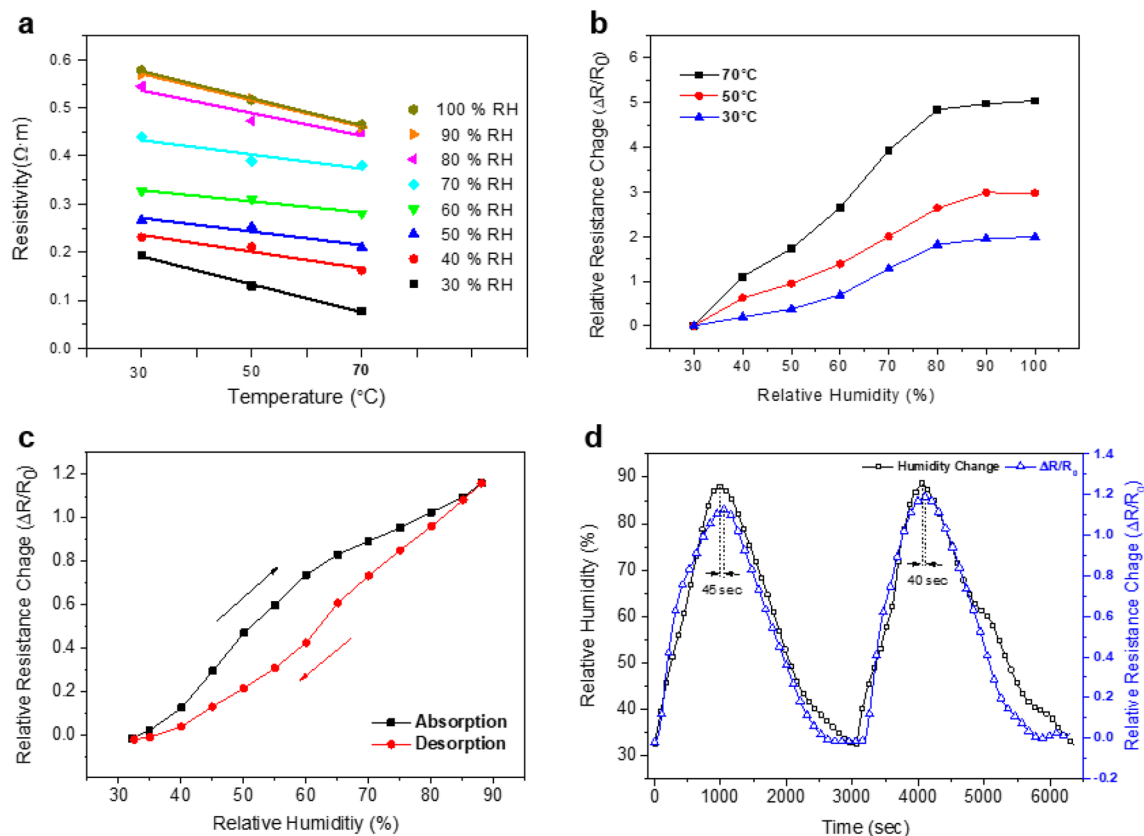 a
Resistivity(Ω·m)
0.6
0.5
0.4
0.3
0.2
0.1
0.0
100 % RH
90 % RH
80 % RH
70 % RH
60 % RH
50 % RH
40 % RH
30 % RH
30 50 70
Temperature (°C)
b
Relative Resistance Chage (ΔR/R0)
6
5
4
3
2
1
0
70°C
50°C
30°C
30 40 50 60 70 80 90 100
Relative Humidity (%)
c
Relative Resistance Chage (ΔR/R0)
1.2
1.0
0.8
0.6
0.4
0.2
0.0
Absorption
Desorption
30 40 50 60 70 80 90
Relative Humiditiy (%)
d
Relative Humidity (%)
90
80
70
60
50
40
30
Humidity Change ΔR/R0
45 sec
40 sec
1.4
1.2
1.0
0.8
0.6
0.4
0.2
0.0
-0.2
Relative Resistance Chage (ΔR/R0)
0 1000 2000 3000 4000 5000 6000
Time (sec)